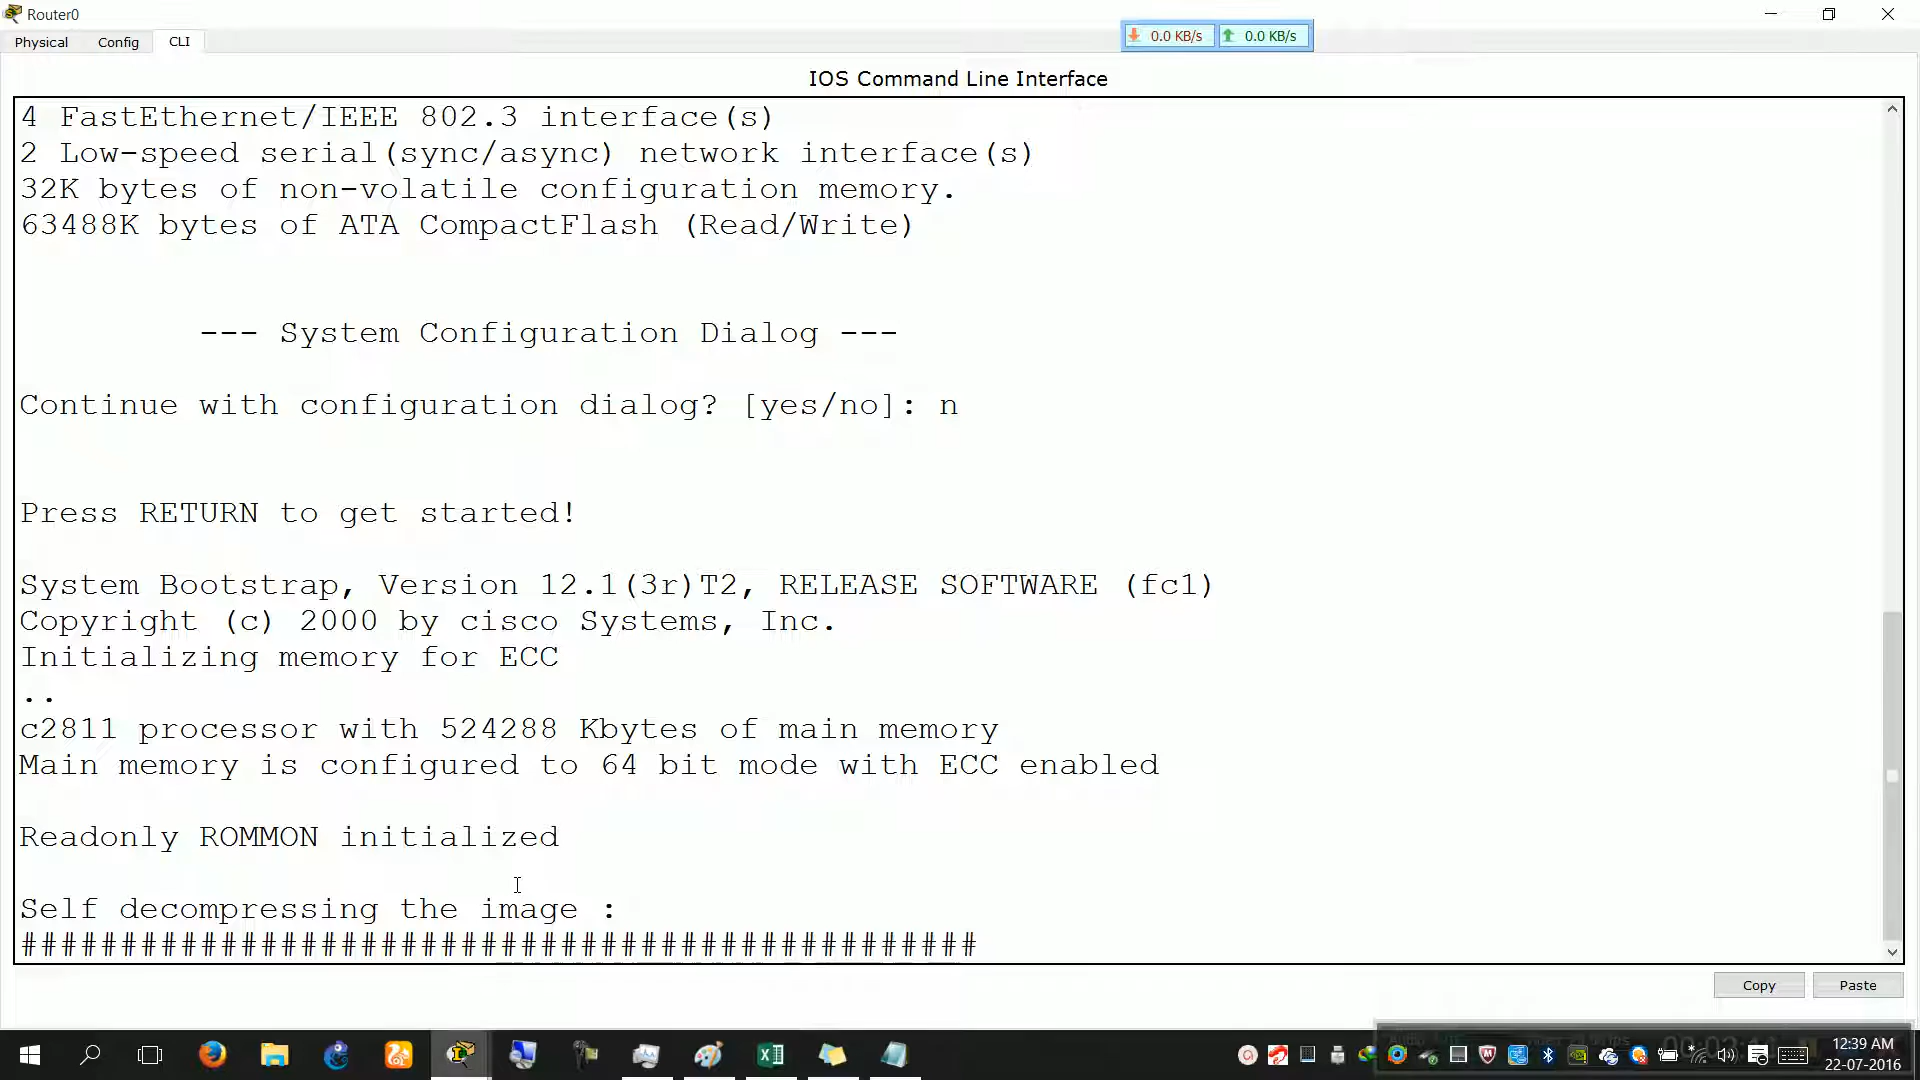 Router0
0.0 KB/s 0.0 KB/s
Physical Config CLI
IOS Command Line Interface
4 FastEthernet/IEEE 802.3 interface(s)
2 Low-speed serial(sync/async) network interface(s)
32K bytes of non-volatile configuration memory.
63488K bytes of ATA CompactFlash (Read/Write)
--- System Configuration Dialog ---
Continue with configuration dialog? [yes/no]: n
Press RETURN to get started!
System Bootstrap, Version 12.1(3r)T2, RELEASE SOFTWARE (fc1)
Copyright (c) 2000 by cisco Systems, Inc.
Initializing memory for ECC
..
c2811 processor with 524288 Kbytes of main memory
Main memory is configured to 64 bit mode with ECC enabled
Readonly ROMMON initialized
Self decompressing the image :
################################################
Copy Paste
12:39 AM
22-07-2016